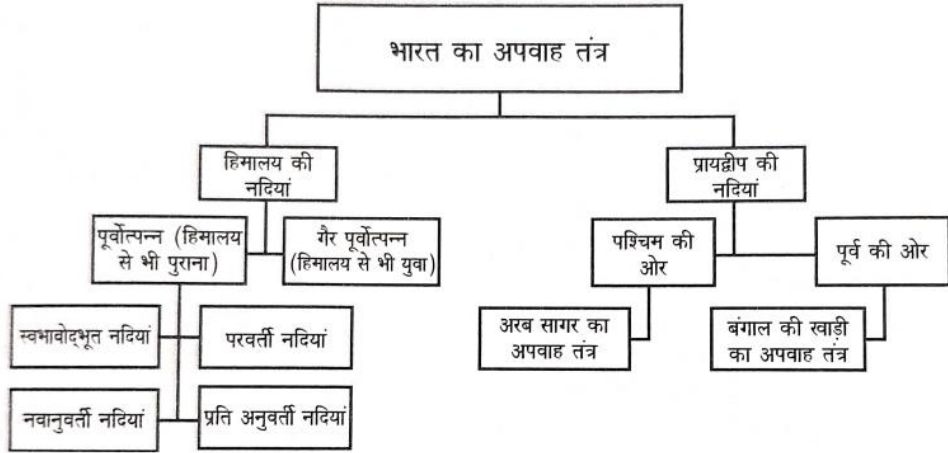 भारत का अपवाह तंत्र
हिमालय की
नदियां
प्रायद्वीप की
नदियां
पूर्वोत्पन्न (हिमालय
से भी पुराना)
गैर पूर्वोत्पन्न
(हिमालय से भी युवा)
पश्चिम की
ओर
पूर्व की ओर
स्वभावोद्भूत नदियां
परवर्ती नदियां
अरब सागर का
अपवाह तंत्र
बंगाल की खाड़ी
का अपवाह तंत्र
नवानुवर्ती नदियां
प्रति अनुवर्ती नदियां